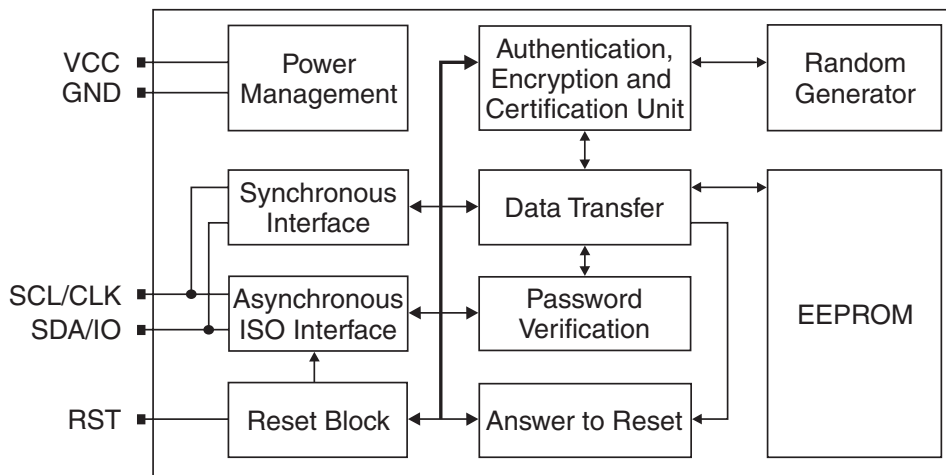 VCC
GND
Power
Management
Authentication,
Encryption and
Certification Unit
Random
Generator
Synchronous
Interface
Data Transfer
SCL/CLK
SDA/IO
Asynchronous
ISO Interface
Password
Verification
EEPROM
RST
Reset Block
Answer to Reset